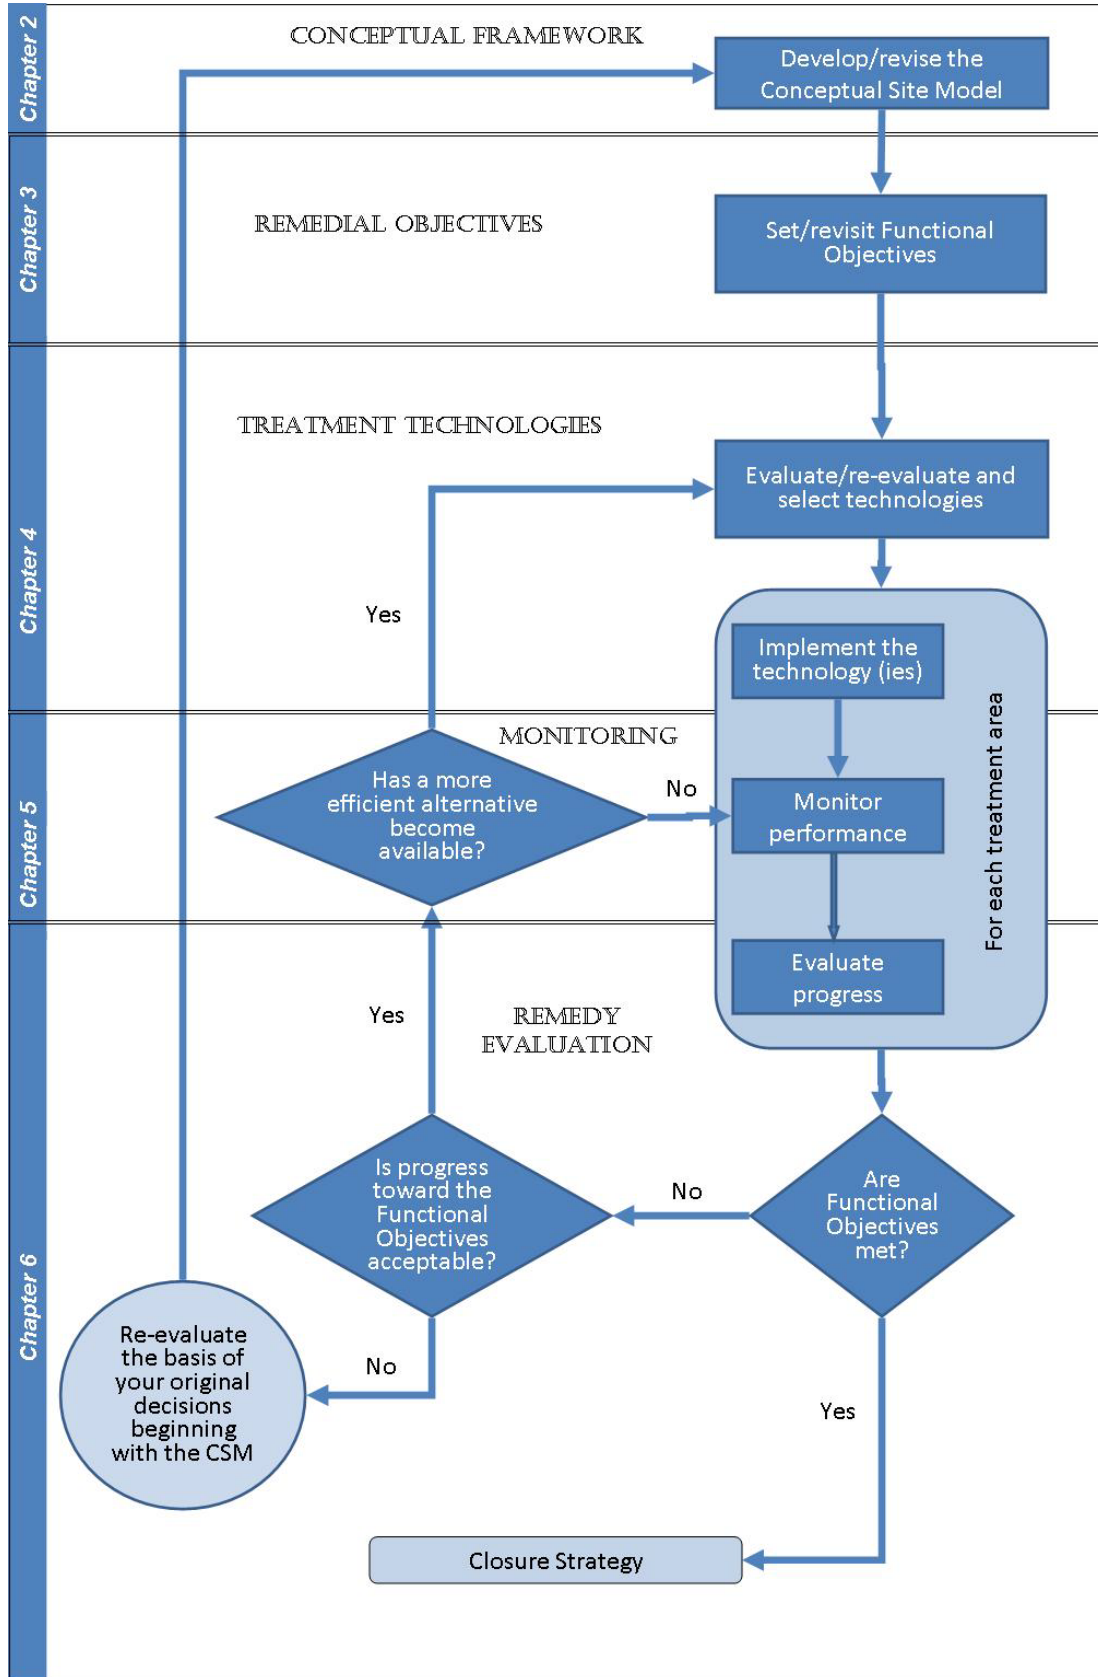 Chapter 2
CONCEPTUAL FRAMEWORK
Develop/revise the
Conceptual Site Model
Chapter 3
REMEDIAL OBJECTIVES
Set/revisit Functional
Objectives
Chapter 4
TREATMENT TECHNOLOGIES
Evaluate/re-evaluate and
select technologies
Yes
Implement the
technology (ies)
For each treatment area
Chapter 5
MONITORING
Has a more
efficient alternative
become
available?
No
Monitor
performance
Evaluate
progress
Chapter 6
Yes
REMEDY
EVALUATION
Is progress
toward the
Functional
Objectives
acceptable?
No
Are
Functional
Objectives
met?
Re-evaluate
the basis of
your original
decisions
beginning
with the CSM
No
Yes
Closure Strategy